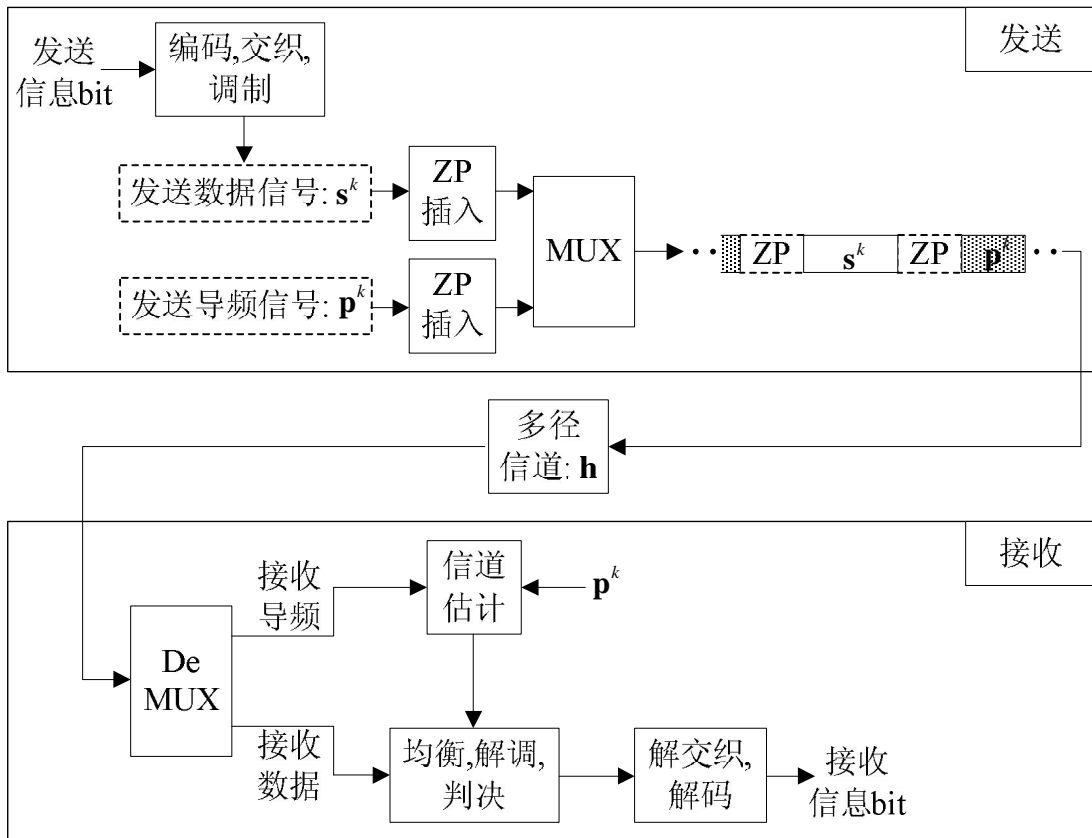 发送
发送
信息bit
编码,交织,
调制
发送数据信号: s^k
ZP
插入
MUX
ZP
s^k
ZP
p^k
发送导频信号: p^k
ZP
插入
多径
信道: h
接收
接收
导频
信道
估计
p^k
De
MUX
接收
数据
均衡,解调,
判决
解交织,
解码
接收
信息bit